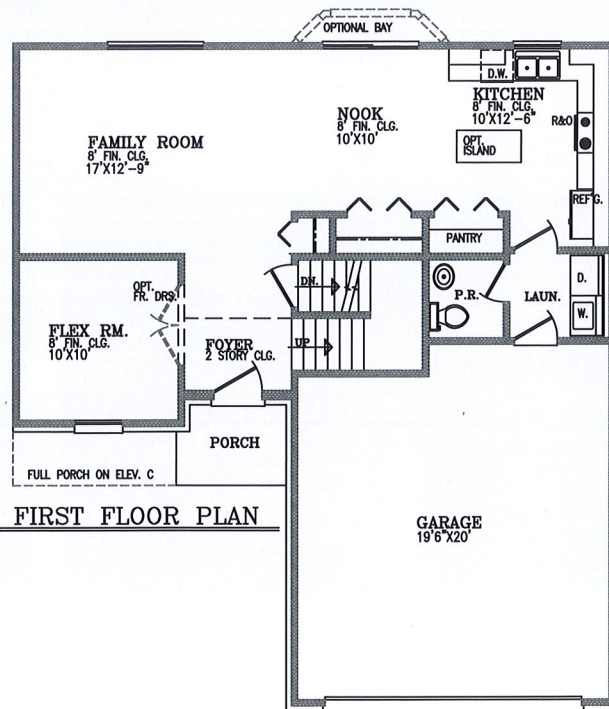 OPTIONAL BAY
D.W.
KITCHEN
8' FIN. CLG.
10'X12'-6"
R&O
NOOK
8' FIN. CLG.
10'X10'
OPT.
ISLAND
FAMILY ROOM
8' FIN. CLG.
17'X12'-9"
REF'G.
PANTRY
OPT.
FR. DRS.
DN.
P.R.
LAUN.
D.
W.
FLEX RM.
8' FIN. CLG.
10'X10'
FOYER
2 STORY CLG.
UP
PORCH
FULL PORCH ON ELEV. C
FIRST FLOOR PLAN
GARAGE
19'6"X20'